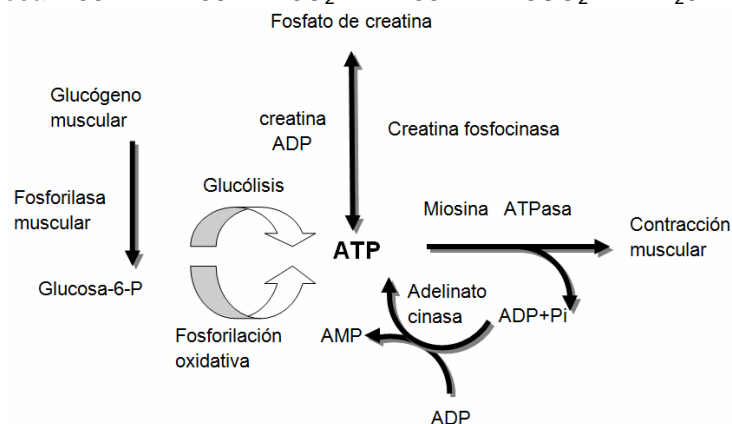 Fosfato de creatina
Glucógeno
muscular
creatina
ADP
Creatina fosfocinasa
Fosforilasa
muscular
Glucólisis
Miosina ATPasa
Contracción
muscular
ATP
Glucosa-6-P
Adelinato
cinasa
ADP+Pi
Fosforilación
oxidativa
AMP
ADP